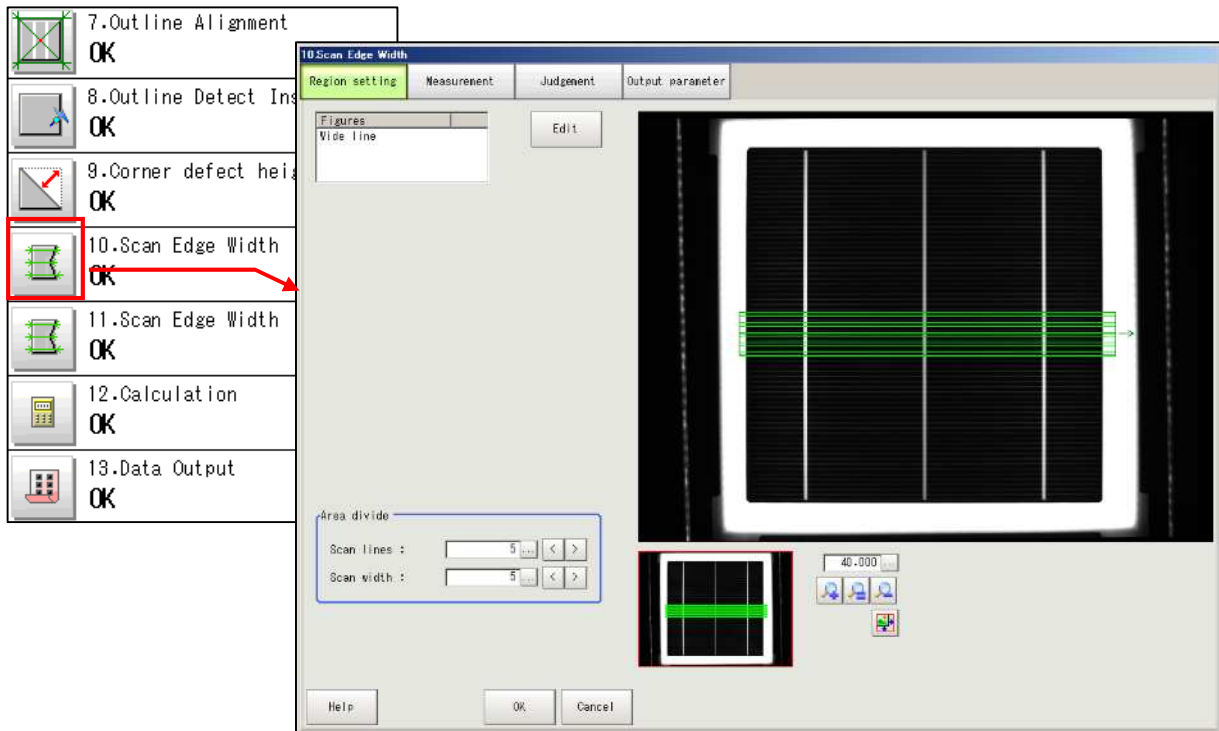 7.Outline Alignment
OK
8.Outline Detect Ins
OK
9.Corner defect heig
OK
10.Scan Edge Width
OK
11.Scan Edge Width
OK
12.Calculation
OK
13.Data Output
OK
10.Scan Edge Width
Region setting Measurement Judgement Output parameter
Figures
Wide line
Edit
Area divide
Scan lines : 5 ... < >
Scan width : 5 ... < >
40.000 ...
Help OK Cancel